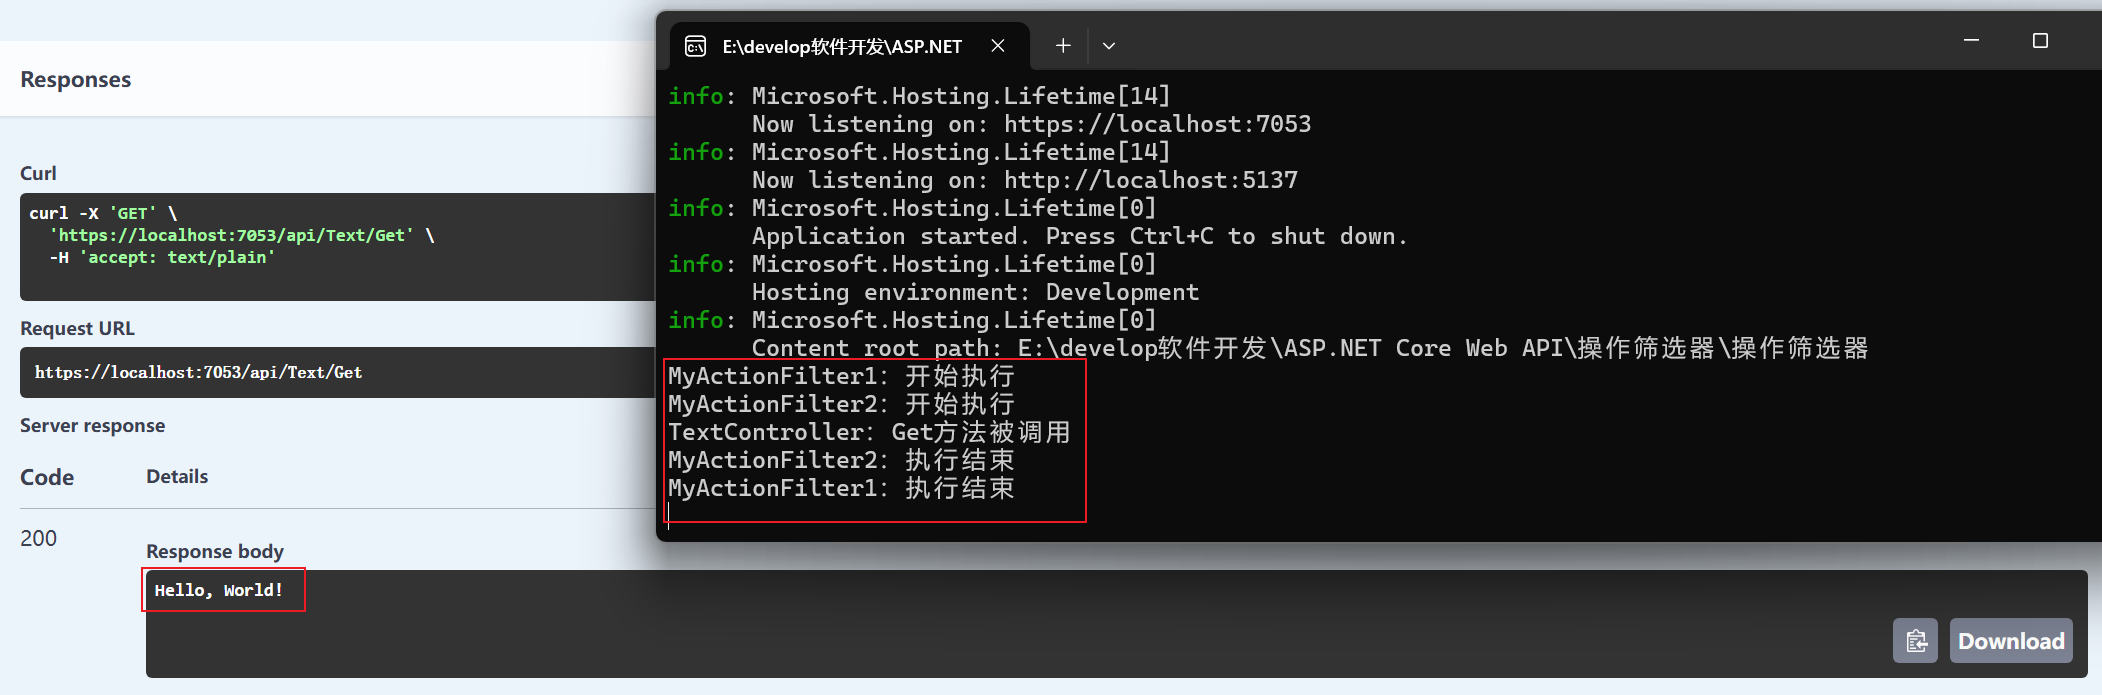 Responses
Curl
curl -X 'GET' \
'https://localhost:7053/api/Text/Get' \
-H 'accept: text/plain'
Request URL
https://localhost:7053/api/Text/Get
Server response
Code Details
200
Response body
Hello, World!
Download
E:\develop软件开发\ASP.NET
info: Microsoft.Hosting.Lifetime[14]
Now listening on: https://localhost:7053
info: Microsoft.Hosting.Lifetime[14]
Now listening on: http://localhost:5137
info: Microsoft.Hosting.Lifetime[0]
Application started. Press Ctrl+C to shut down.
info: Microsoft.Hosting.Lifetime[0]
Hosting environment: Development
info: Microsoft.Hosting.Lifetime[0]
Content root path: E:\develop软件开发\ASP.NET Core Web API\操作筛选器\操作筛选器
MyActionFilter1: 开始执行
MyActionFilter2: 开始执行
TextController: Get方法被调用
MyActionFilter2: 执行结束
MyActionFilter1: 执行结束